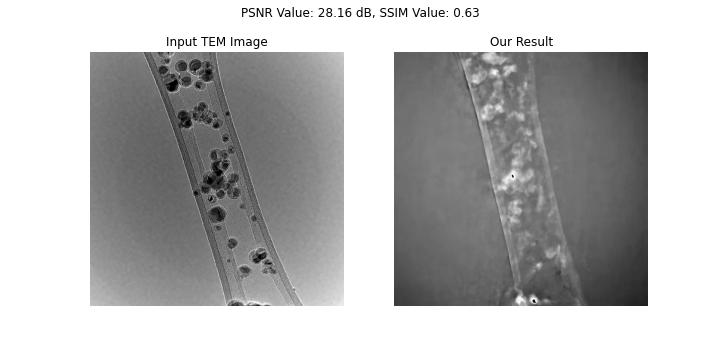 PSNR Value: 28.16 dB, SSIM Value: 0.63
Input TEM Image
Our Result